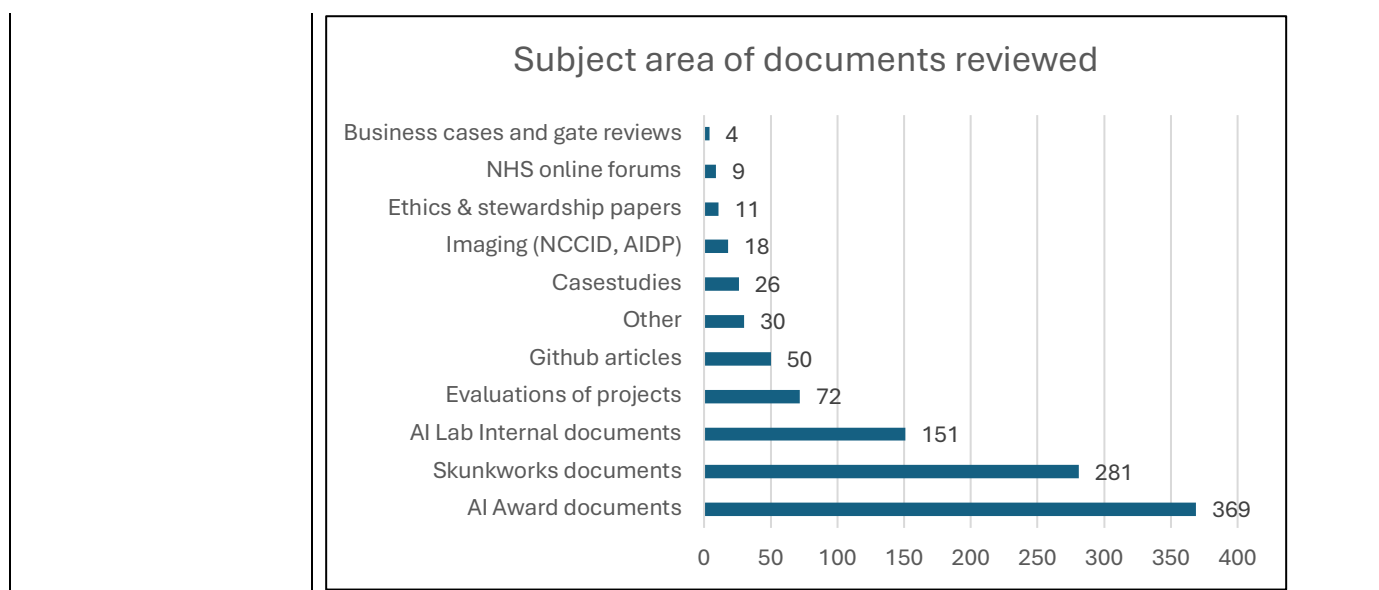 Subject area of documents reviewed
Business cases and gate reviews 4
NHS online forums 9
Ethics & stewardship papers 11
Imaging (NCCID, AIDP) 18
Casestudies 26
Other 30
Github articles 50
Evaluations of projects 72
AI Lab Internal documents 151
Skunkworks documents 281
AI Award documents 369
0 50 100 150 200 250 300 350 400